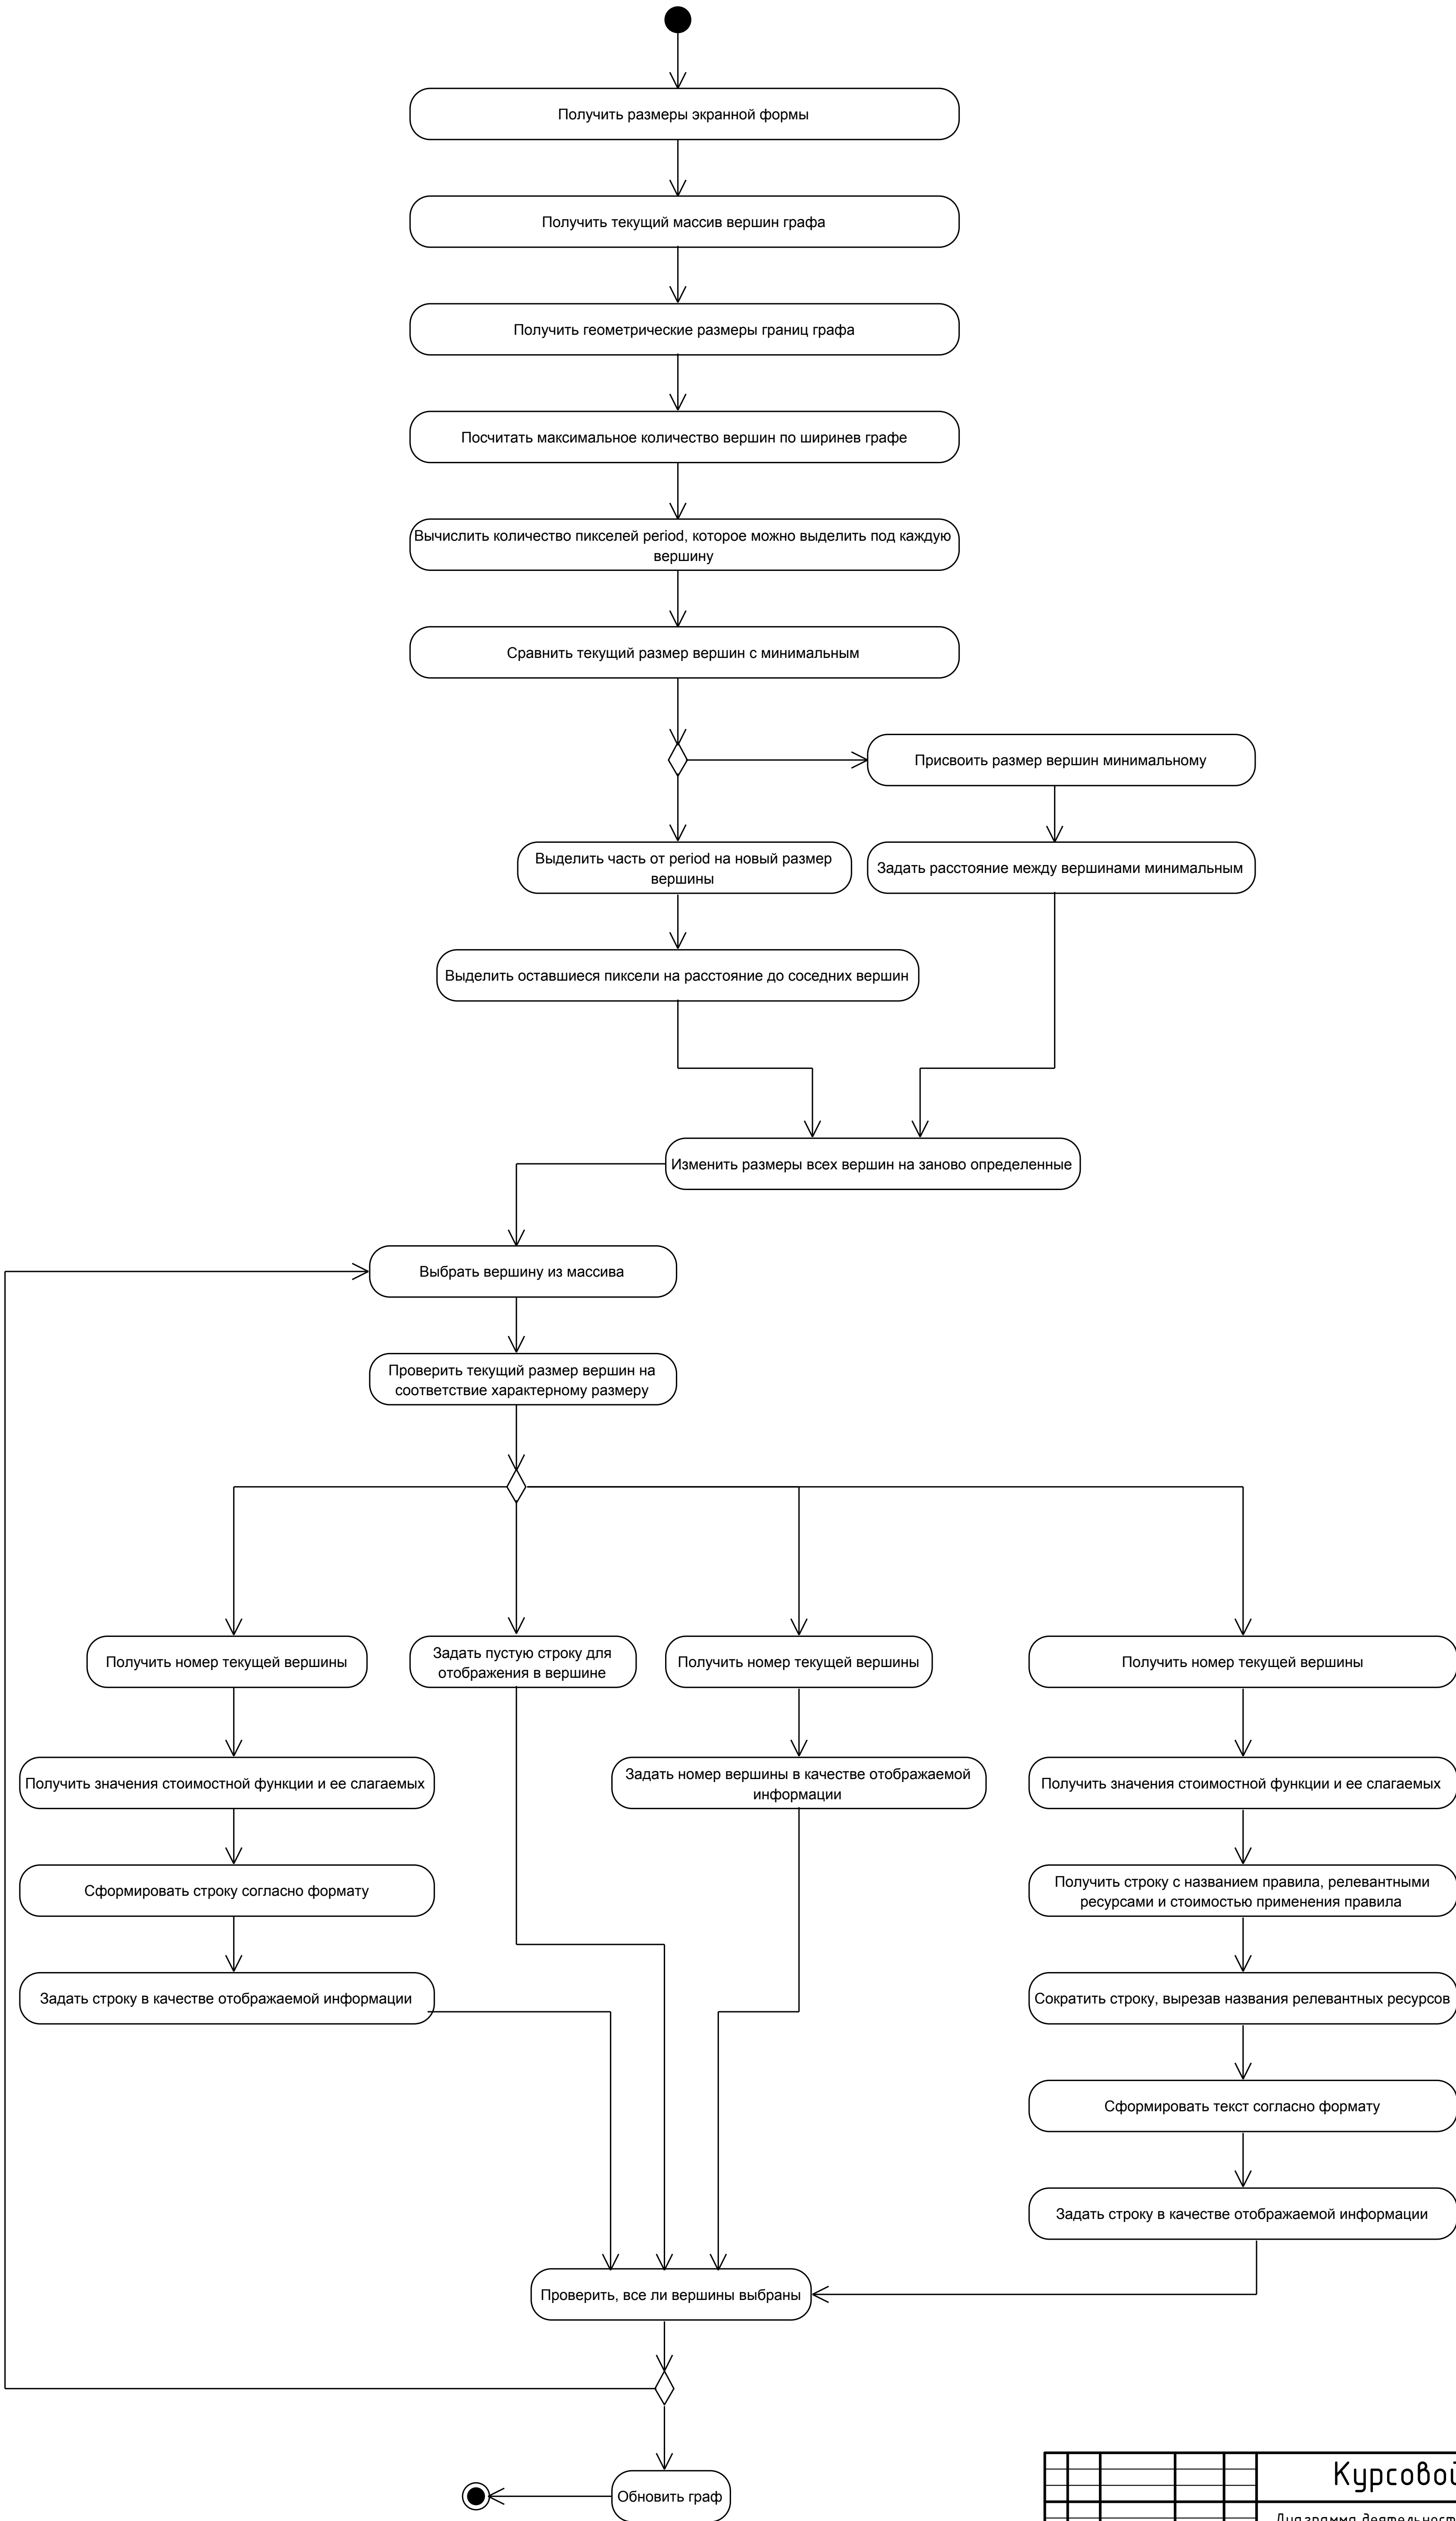 Получить размеры экранной формы
Получить текущий массив вершин графа
Получить геометрические размеры границ графа
Посчитать максимальное количество вершин по ширинев графе
Вычислить количество пикселей period, которое можно выделить под каждую
вершину
Сравнить текущий размер вершин с минимальным
Присвоить размер вершин минимальному
Выделить часть от period на новый размер
вершины
Задать расстояние между вершинами минимальным
Выделить оставшиеся пиксели на расстояние до соседних вершин
Изменить размеры всех вершин на заново определенные
Выбрать вершину из массива
Проверить текущий размер вершин на
соответствие характерному размеру
Получить номер текущей вершины
Задать пустую строку для
отображения в вершине
Получить номер текущей вершины
Получить номер текущей вершины
Получить значения стоимостной функции и ее слагаемых
Задать номер вершины в качестве отображаемой
информации
Получить значения стоимостной функции и ее слагаемых
Сформировать строку согласно формату
Получить строку с названием правила, релевантными
ресурсами и стоимостью применения правила
Задать строку в качестве отображаемой информации
Сократить строку, вырезав названия релевантных ресурсов
Сформировать текст согласно формату
Задать строку в качестве отображаемой информации
Проверить, все ли вершины выбраны
Обновить граф
Курсовой